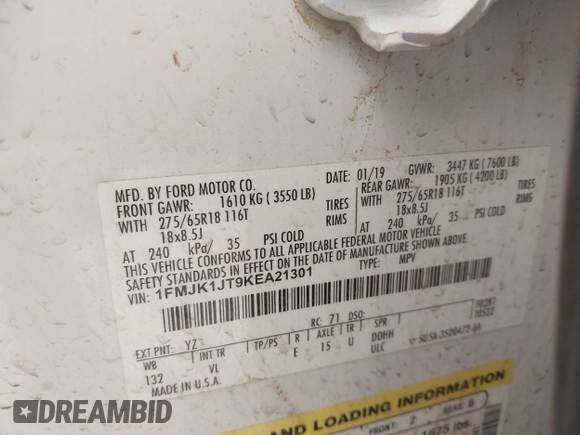 MFD. BY FORD MOTOR CO.
DATE: 01/19 GVWR: 3447 KG ( 7600 LB)
FRONT GAWR: 1610 KG ( 3550 LB)
REAR GAWR: 1905 KG ( 4200 LB)
WITH 275/65R18 116T TIRES
WITH 275/65R18 116T TIRES
18x8.5J RIMS
18x8.5J RIMS
AT 240 kPa/ 35 PSI COLD
AT 240 kPa/ 35 PSI COLD
THIS VEHICLE CONFORMS TO ALL APPLICABLE FEDERAL MOTOR VEHICLE
SAFETY STANDARDS IN EFFECT ON THE DATE OF MANUFACTURE SHOWN ABOVE.
VIN: 1FMJK1JT9KEA21301
TYPE: MPV
RC: 71 DSO:
EXT PNT: YZ
WB INT TR TP/PS R AXLE TR SPR
132 VL E 15 U DDHH
ULC
MADE IN U.S.A.
AND LOADING INFORMATION
FRONT: 2 REAR
DREAMBID